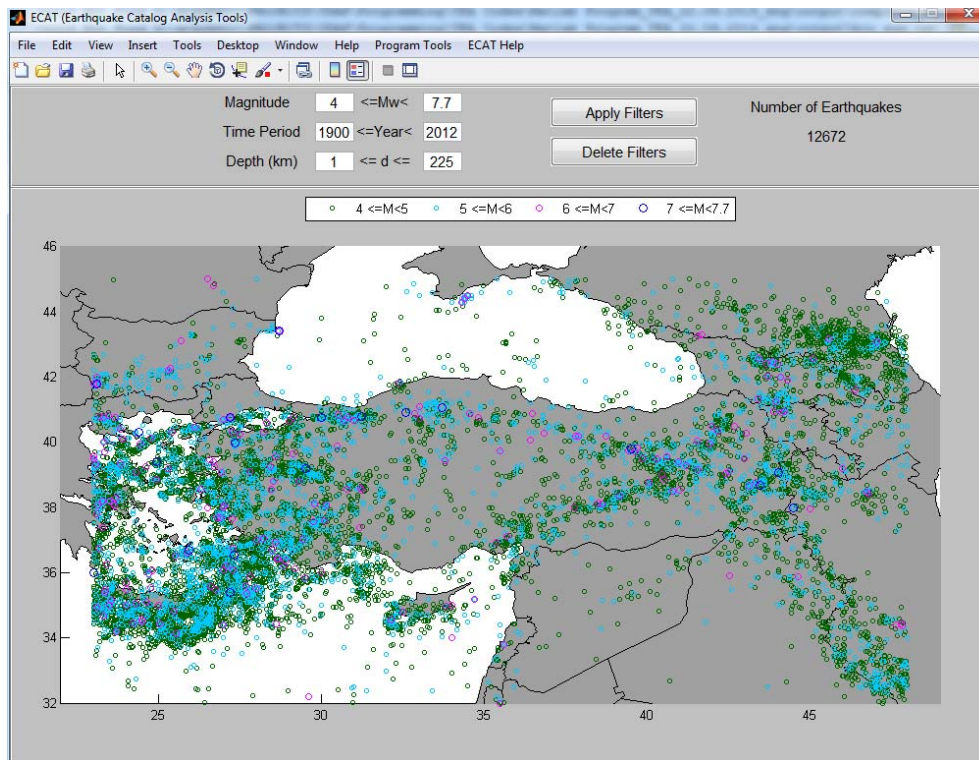 ECAT (Earthquake Catalog Analysis Tools)
File Edit View Insert Tools Desktop Window Help Program Tools ECAT Help
Magnitude 4 <=Mw< 7.7
Time Period 1900 <=Year< 2012
Depth (km) 1 <= d <= 225
Apply Filters
Delete Filters
Number of Earthquakes
12672
4 <=M<5 5 <=M<6 6 <=M<7 7 <=M<7.7
46
44
42
40
38
36
34
32
25 30 35 40 45